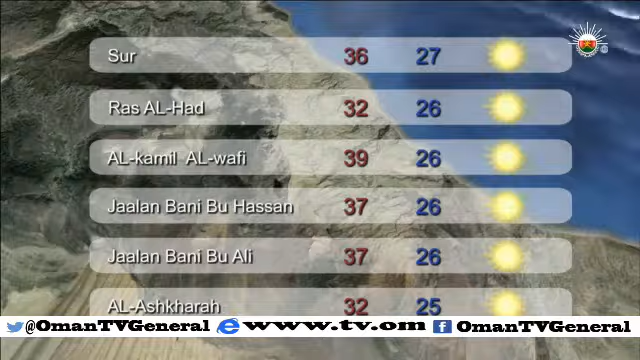 Sur 36 27
Ras AL-Had 32 26
AL-kamil AL-wafi 39 26
Jaalan Bani Bu Hassan 37 26
Jaalan Bani Bu Ali 37 26
AL-Ashkharah 32 25
@OmanTVGeneral www.tv.om OmanTVGeneral